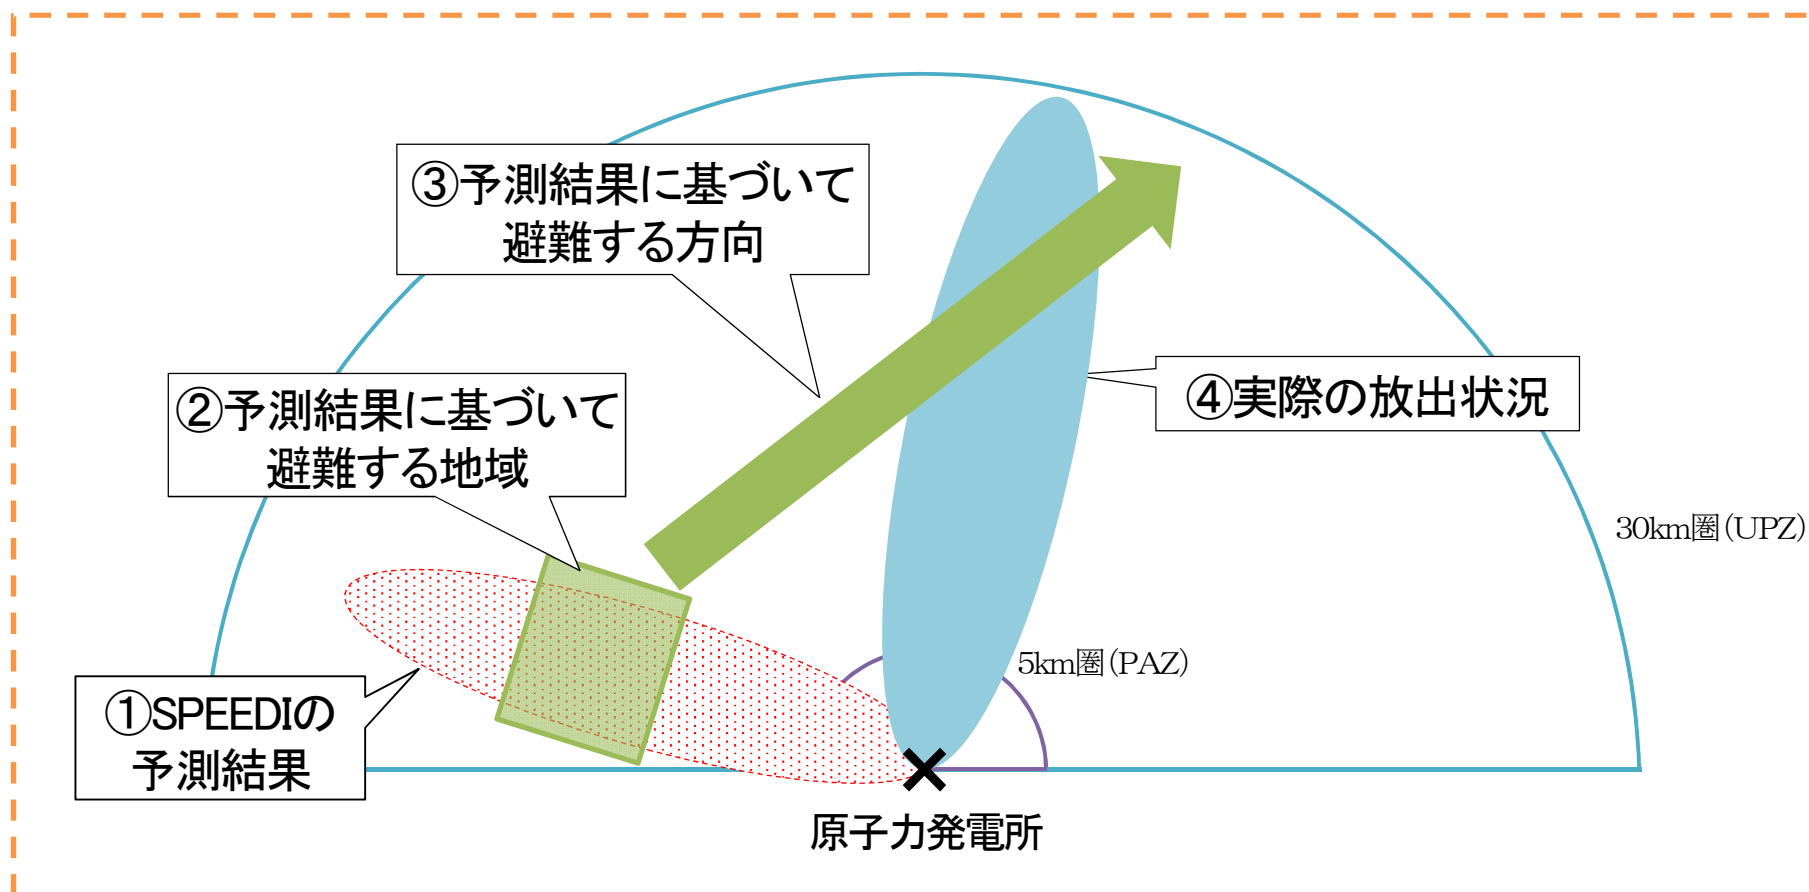 ③予測結果に基づいて
避難する方向
②予測結果に基づいて
避難する地域
④実際の放出状況
30km圏(UPZ)
5km圏(PAZ)
①SPEEDIの
予測結果
原子力発電所